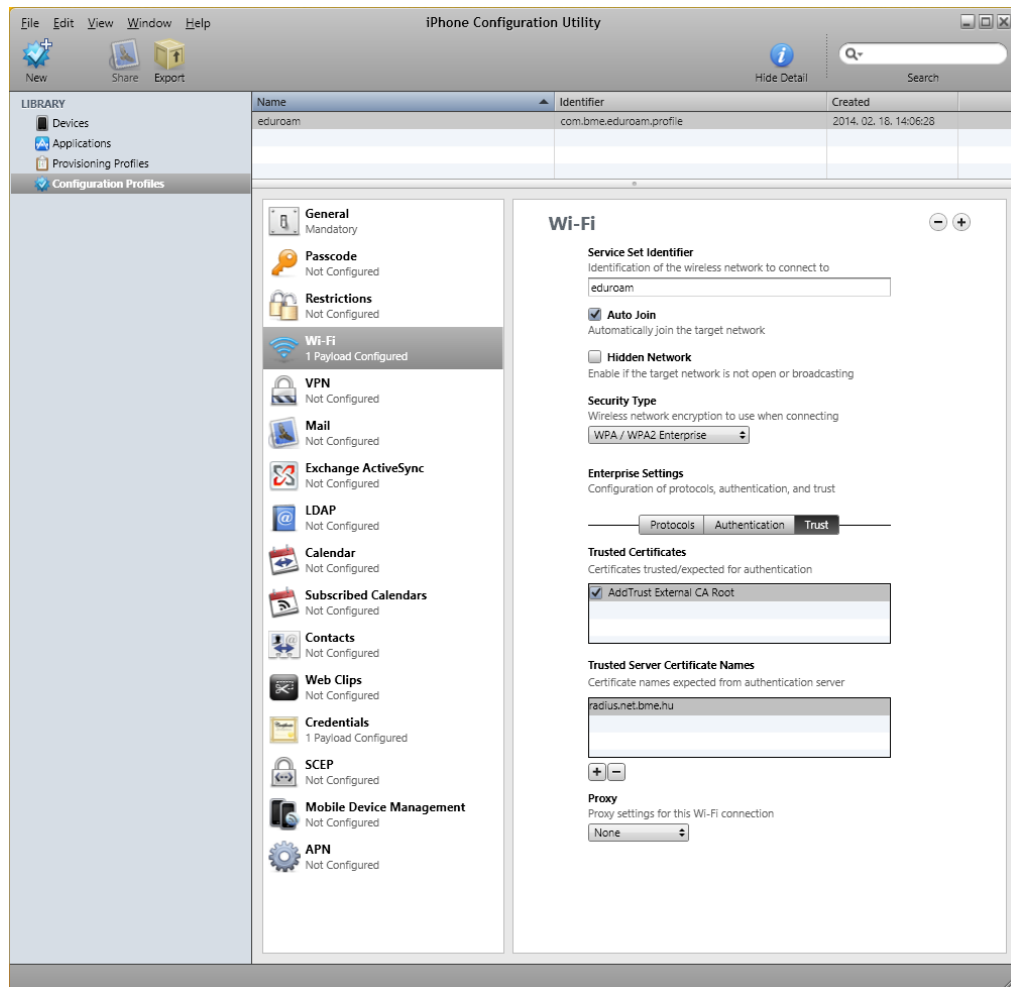 iPhone Configuration Utility
File Edit View Window Help
New Share Export Hide Detail Search
LIBRARY
Devices
Applications
Provisioning Profiles
Configuration Profiles
Name Identifier Created
eduroam com.bme.eduroam.profile 2014. 02. 18. 14:06:28
General
Mandatory
Passcode
Not Configured
Restrictions
Not Configured
Wi-Fi
1 Payload Configured
VPN
Not Configured
Mail
Not Configured
Exchange ActiveSync
Not Configured
LDAP
Not Configured
Calendar
Not Configured
Subscribed Calendars
Not Configured
Contacts
Not Configured
Web Clips
Not Configured
Credentials
1 Payload Configured
SCEP
Not Configured
Mobile Device Management
Not Configured
APN
Not Configured
Wi-Fi
Service Set Identifier
Identification of the wireless network to connect to
eduroam
Auto Join
Automatically join the target network
Hidden Network
Enable if the target network is not open or broadcasting
Security Type
Wireless network encryption to use when connecting
WPA / WPA2 Enterprise
Enterprise Settings
Configuration of protocols, authentication, and trust
Protocols Authentication Trust
Trusted Certificates
Certificates trusted/expected for authentication
AddTrust External CA Root
Trusted Server Certificate Names
Certificate names expected from authentication server
radius.net.bme.hu
Proxy
Proxy settings for this Wi-Fi connection
None